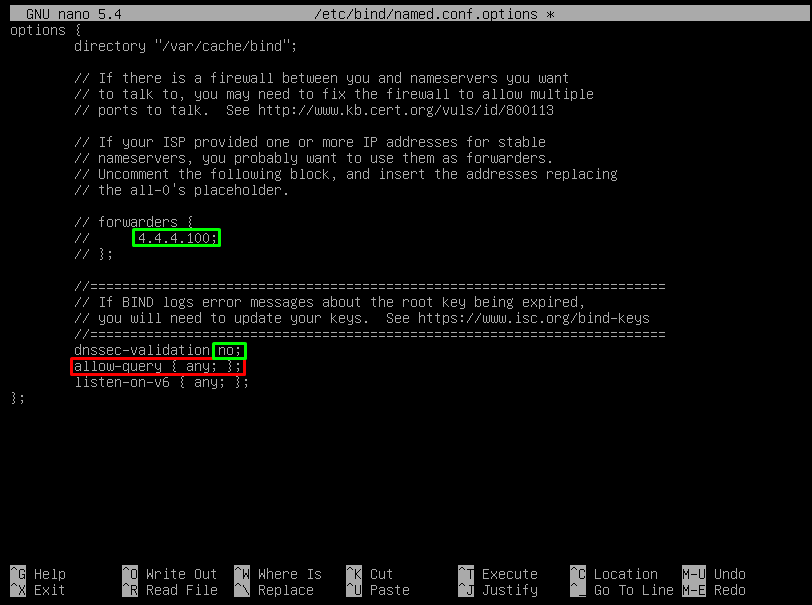 GNU nano 5.4 /etc/bind/named.conf.options *
options {
directory "/var/cache/bind";
// If there is a firewall between you and nameservers you want
// to talk to, you may need to fix the firewall to allow multiple
// ports to talk.  See http://www.kb.cert.org/vuls/id/800113
// If your ISP provided one or more IP addresses for stable
// nameservers, you probably want to use them as forwarders.
// Uncomment the following block, and insert the addresses replacing
// the all-0's placeholder.
// forwarders {
// 4.4.4.100;
// };
//========================================================================
// If BIND logs error messages about the root key being expired,
// you will need to update your keys.  See https://www.isc.org/bind-keys
//========================================================================
dnssec-validation no;
allow-query { any; };
listen-on-v6 { any; };
};
^G Help ^O Write Out ^W Where Is ^K Cut ^T Execute ^C Location M-U Undo
^X Exit ^R Read File ^\ Replace ^U Paste ^J Justify ^_ Go To Line M-E Redo